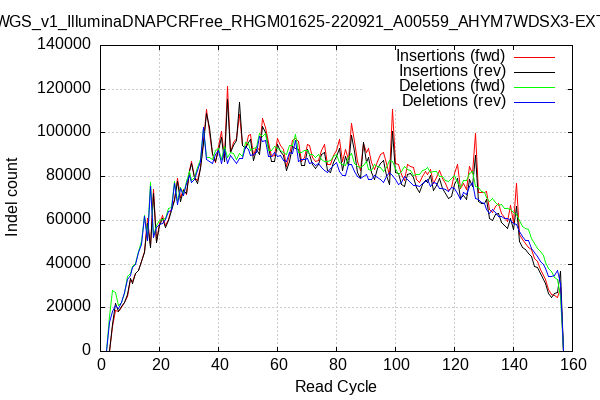 WGS_v1_IlluminaDNAPCRFree_RHGM01625-220921_A00559_AHYM7WDSX3-EXT
140000
120000
100000
80000
60000
40000
20000
0
Indel count
Insertions (fwd)
Insertions (rev)
Deletions (fwd)
Deletions (rev)
0 20 40 60 80 100 120 140 160
Read Cycle